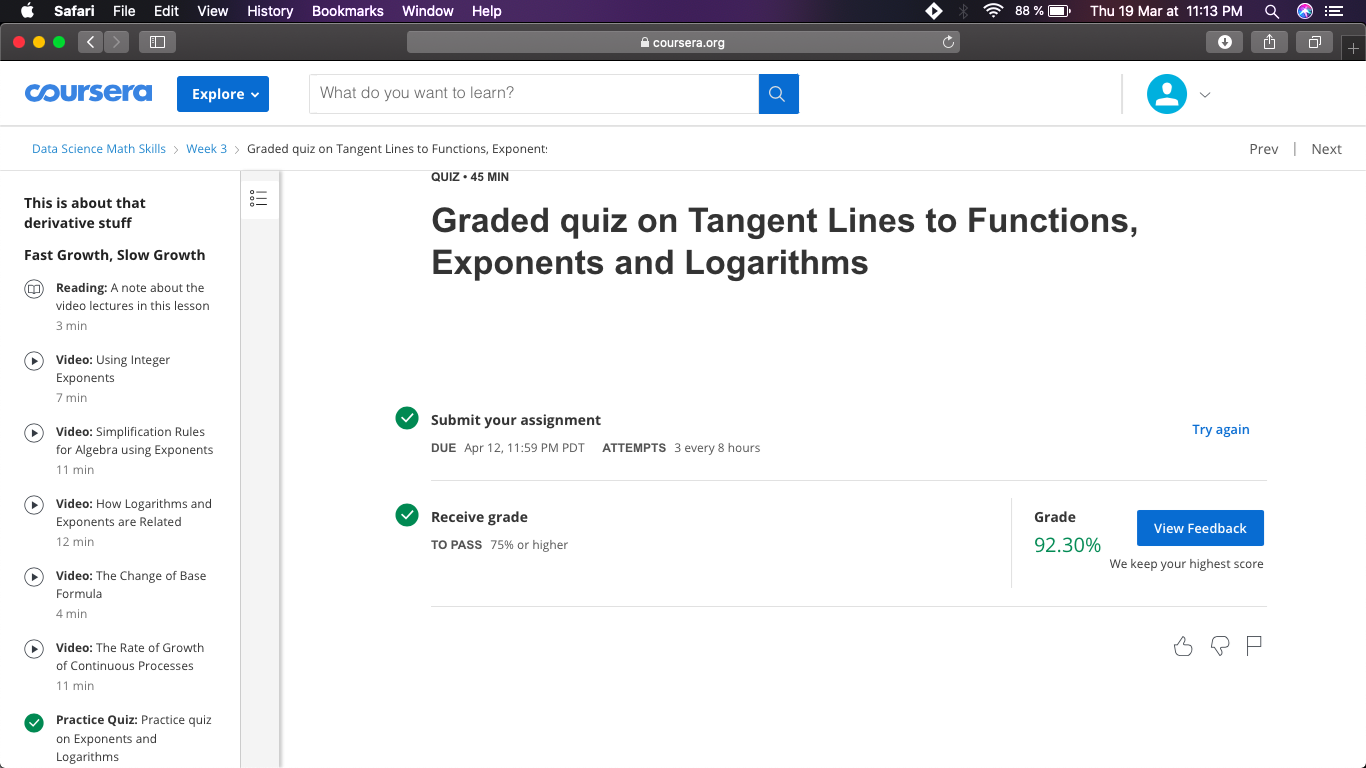 Safari File Edit View History Bookmarks Window Help 88 % Thu 19 Mar at 11:13 PM
coursera.org
coursera Explore What do you want to learn?
Data Science Math Skills > Week 3 > Graded quiz on Tangent Lines to Functions, Exponents Prev | Next
This is about that
derivative stuff
Fast Growth, Slow Growth
Reading: A note about the
video lectures in this lesson
3 min
Video: Using Integer
Exponents
7 min
Video: Simplification Rules
for Algebra using Exponents
11 min
Video: How Logarithms and
Exponents are Related
12 min
Video: The Change of Base
Formula
4 min
Video: The Rate of Growth
of Continuous Processes
11 min
Practice Quiz: Practice quiz
on Exponents and
Logarithms
QUIZ • 45 MIN
Graded quiz on Tangent Lines to Functions,
Exponents and Logarithms
Submit your assignment
Try again
DUE Apr 12, 11:59 PM PDT ATTEMPTS 3 every 8 hours
Receive grade
TO PASS 75% or higher
Grade
92.30%
View Feedback
We keep your highest score